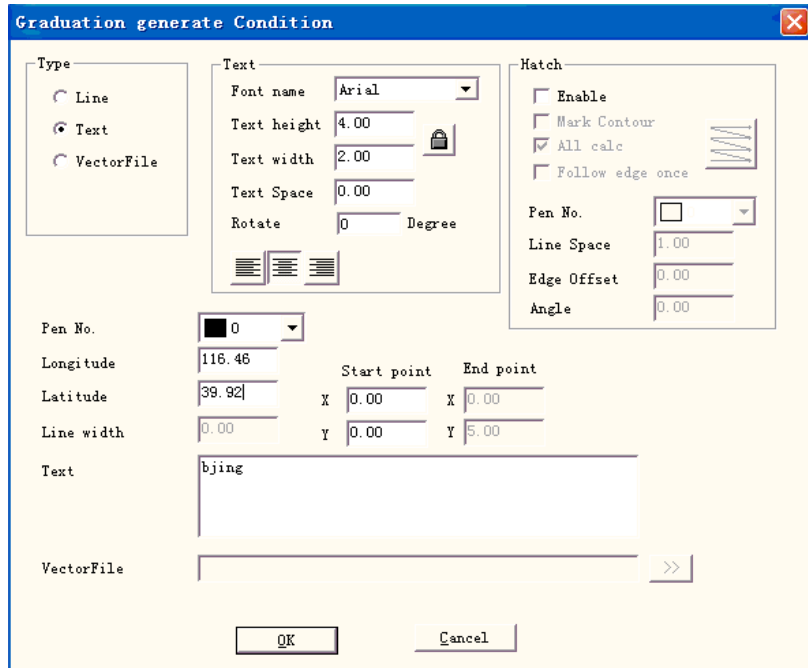 Graduation generate Condition
Type
Line
Text
VectorFile
Text
Font name Arial
Text height 4.00
Text width 2.00
Text Space 0.00
Rotate 0 Degree
Hatch
Enable
Mark Contour
All calc
Follow edge once
Pen No.
Line Space 1.00
Edge Offset 0.00
Angle 0.00
Pen No. 0
Longitude 116.46
Latitude 39.92
Line width 0.00
Start point End point
X 0.00 X 0.00
Y 0.00 Y 5.00
Text bjing
VectorFile >>
OK Cancel